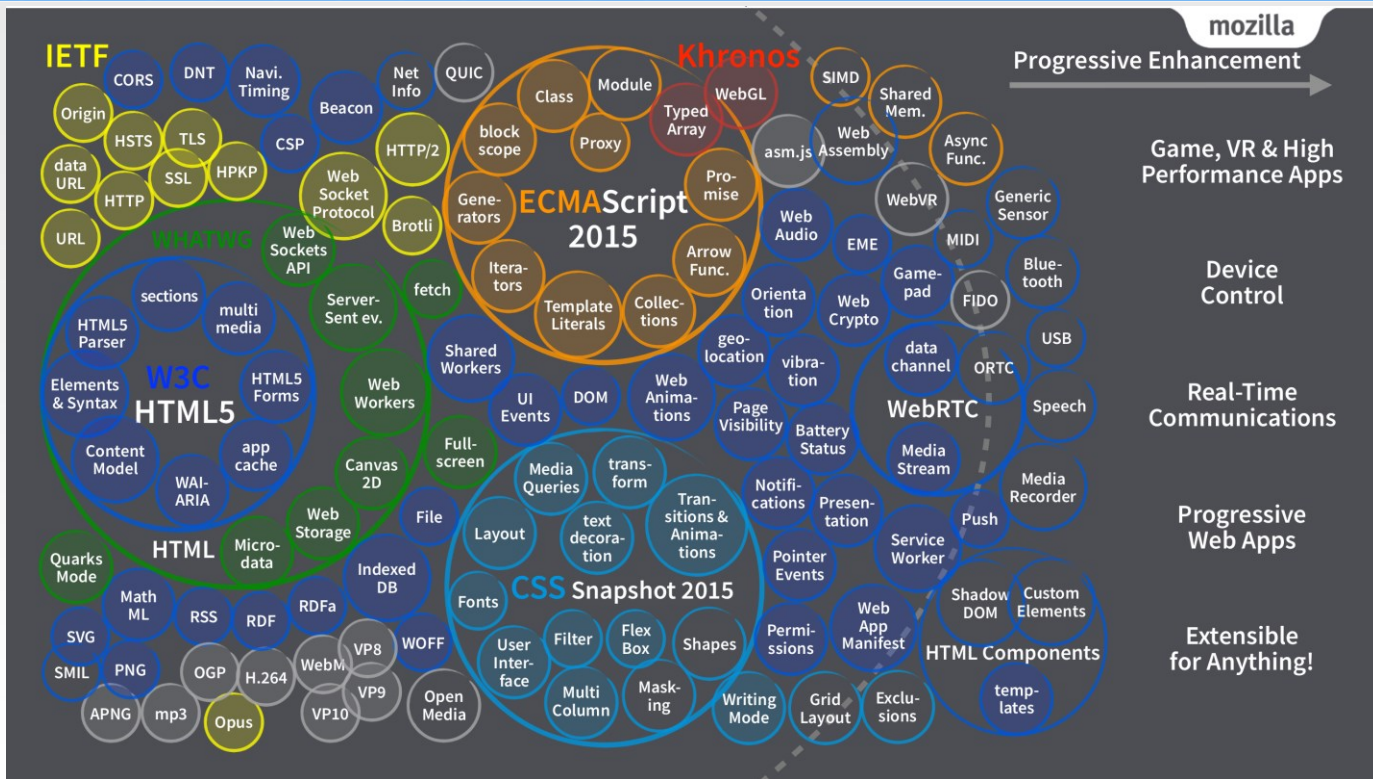 mozilla
Progressive Enhancement
Game, VR & High
Performance Apps
Device
Control
Real-Time
Communications
Progressive
Web Apps
Extensible
for Anything!
IETF
CORS
DNT
Navi.
Timing
Beacon
Net
Info
QUIC
Origin
HSTS
TLS
CSP
HTTP/2
data
URL
HTTP
SSL
HPKP
Web
Socket
Protocol
Brotli
URL
WHATWG
Web
Sockets
API
fetch
sections
multi
media
Server-
Sent ev.
HTML5
Parser
Elements
& Syntax
W3C
HTML5
HTML5
Forms
Web
Workers
Content
Model
WAI-
ARIA
app
cache
Canvas
2D
Full-
screen
Web
Storage
HTML
Micro-
data
Quarks
Mode
Shared
Workers
UI
Events
DOM
File
Indexed
DB
Math
ML
RSS
RDF
RDFa
WOFF
SVG
SMIL
PNG
OGP
H.264
WebM
VP8
VP9
VP10
APNG
mp3
Opus
Open
Media
Khronos
WebGL
Typed
Array
Module
Class
block
scope
Proxy
Pro-
mise
Gene-
rators
ECMAScript
2015
Arrow
Func.
Itera-
tors
Template
Literals
Collec-
tions
SIMD
Shared
Mem.
asm.js
Web
Assembly
Async
Func.
WebVR
Generic
Sensor
Web
Audio
EME
MIDI
Game-
pad
Blue-
tooth
FIDO
Orienta
tion
Web
Crypto
USB
geo-
location
vibra-
tion
data
channel
ORTC
WebRTC
Speech
Web
Anima-
tions
Page
Visibility
Battery
Status
Media
Stream
Media
Recorder
Notifi-
cations
Presen-
tation
Push
Service
Worker
Pointer
Events
Web
App
Manifest
Permi-
ssions
Shadow
DOM
Custom
Elements
HTML Components
temp-
lates
Media
Queries
trans-
form
Layout
text
decora-
tion
Tran-
sitions &
Anima-
tions
CSS Snapshot 2015
Fonts
User
Inter-
face
Filter
Flex
Box
Shapes
Multi
Column
Mask-
ing
Writing
Mode
Grid
Layout
Exclu-
sions